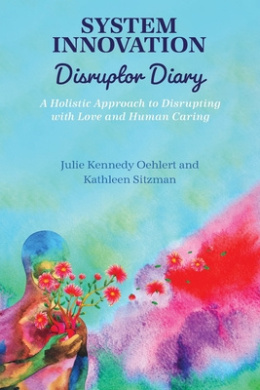 SYSTEM
INNOVATION
Disruptor Diary
A Holistic Approach to Disrupting
with Love and Human Caring
Julie Kennedy Oehlert and
Kathleen Sitzman